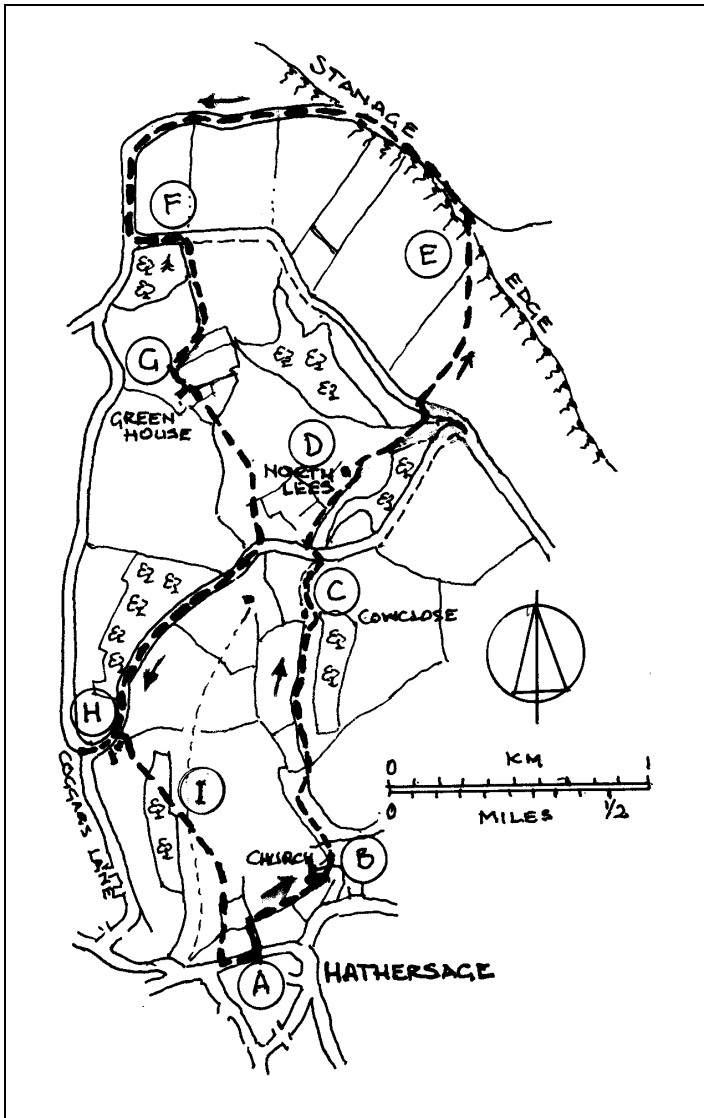 STANAGE
F
E
EDGE
G
GREEN
HOUSE
D
NORTH
LEES
C
COWCLOSE
H
KM
0
1
0
1/2
MILES
I
COGGERS LANE
CHURCH
B
A
HATHERSAGE